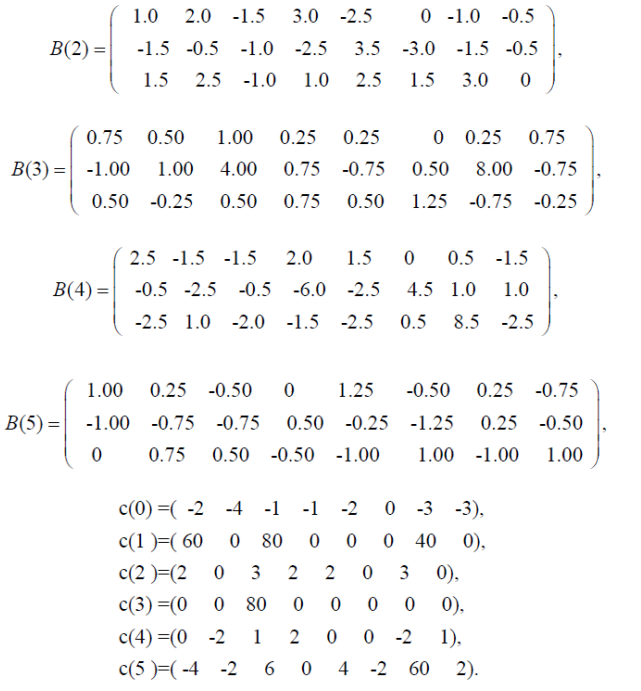 1.0 2.0 -1.5 3.0 -2.5 0 -1.0 -0.5
B(2) = ( -1.5 -0.5 -1.0 -2.5 3.5 -3.0 -1.5 -0.5 ),
1.5 2.5 -1.0 1.0 2.5 1.5 3.0 0
0.75 0.50 1.00 0.25 0.25 0 0.25 0.75
B(3) = ( -1.00 1.00 4.00 0.75 -0.75 0.50 8.00 -0.75 ),
0.50 -0.25 0.50 0.75 0.50 1.25 -0.75 -0.25
2.5 -1.5 -1.5 2.0 1.5 0 0.5 -1.5
B(4) = ( -0.5 -2.5 -0.5 -6.0 -2.5 4.5 1.0 1.0 ),
-2.5 1.0 -2.0 -1.5 -2.5 0.5 8.5 -2.5
1.00 0.25 -0.50 0 1.25 -0.50 0.25 -0.75
B(5) = ( -1.00 -0.75 -0.75 0.50 -0.25 -1.25 0.25 -0.50 ),
0 0.75 0.50 -0.50 -1.00 1.00 -1.00 1.00
c(0) =( -2 -4 -1 -1 -2 0 -3 -3),
c(1 )=( 60 0 80 0 0 0 40 0),
c(2 )=(2 0 3 2 2 0 3 0),
c(3) =(0 0 80 0 0 0 0 0),
c(4) =(0 -2 1 2 0 0 -2 1),
c(5 )=( -4 -2 6 0 4 -2 60 2).